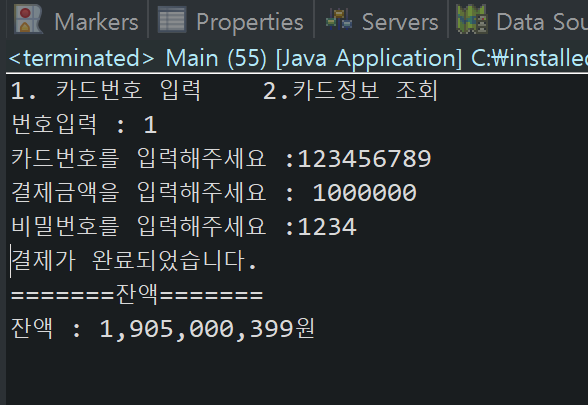 Markers Properties Servers Data Sou
<terminated> Main (55) [Java Application] C:₩installed
1. 카드번호 입력    2.카드정보 조회
번호입력 : 1
카드번호를 입력해주세요 :123456789
결제금액을 입력해주세요 : 1000000
비밀번호를 입력해주세요 :1234
결제가 완료되었습니다.
=======잔액=======
잔액 : 1,905,000,399원